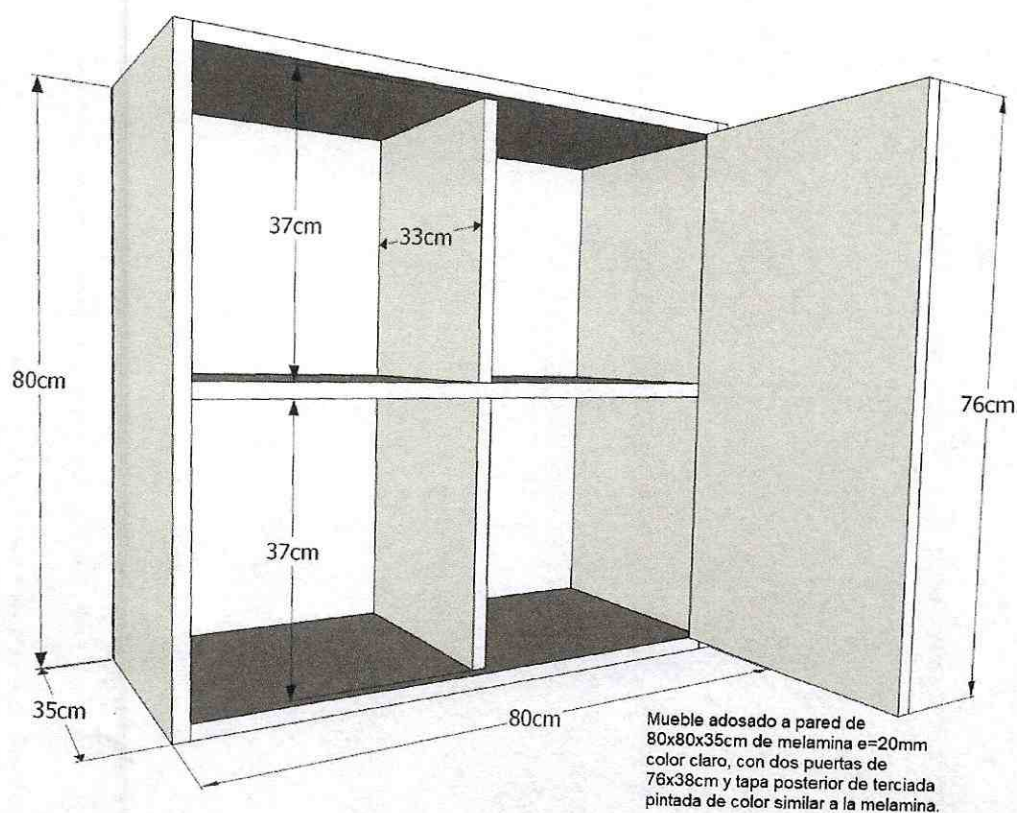 37cm
33cm
80cm
76cm
37cm
35cm
80cm
Mueble adosado a pared de
80x80x35cm de melamina e=20mm
color claro, con dos puertas de
76x38cm y tapa posterior de terciada
pintada de color similar a la melamina.